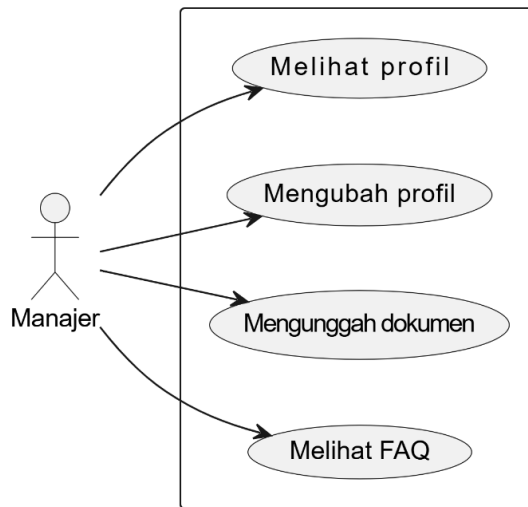 Melihat profil
Mengubah profil
Manajer
Mengunggah dokumen
Melihat FAQ